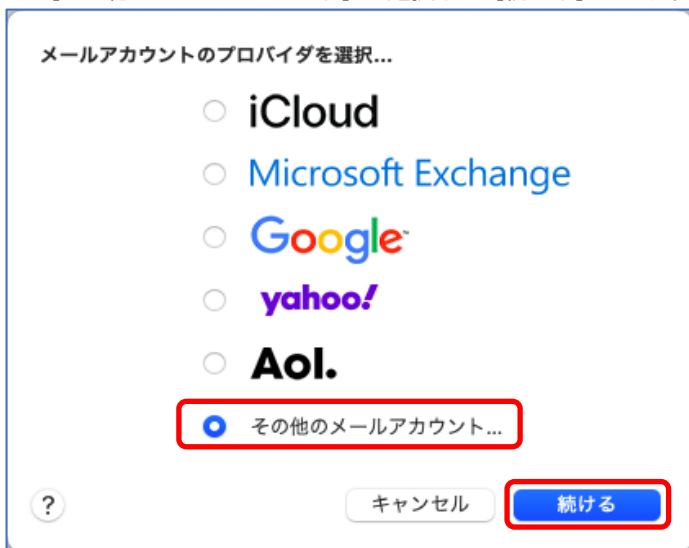 メールアカウントのプロバイダを選択...
iCloud
Microsoft Exchange
Google
yahoo!
Aol.
その他のメールアカウント...
? キャンセル 続ける